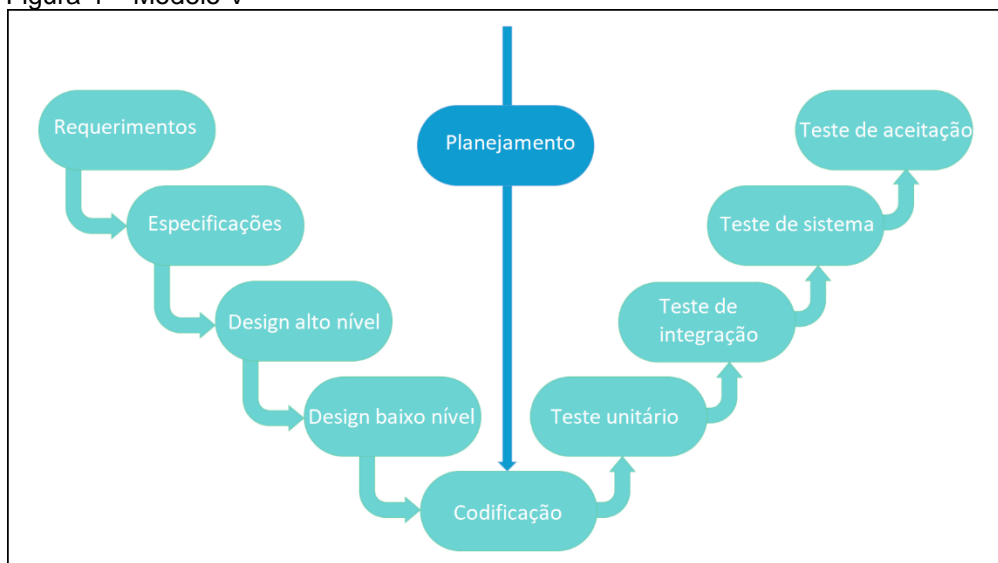 Requerimentos
Planejamento
Teste de aceitação
Especificações
Teste de sistema
Design alto nível
Teste de
integração
Design baixo nível
Teste unitário
Codificação